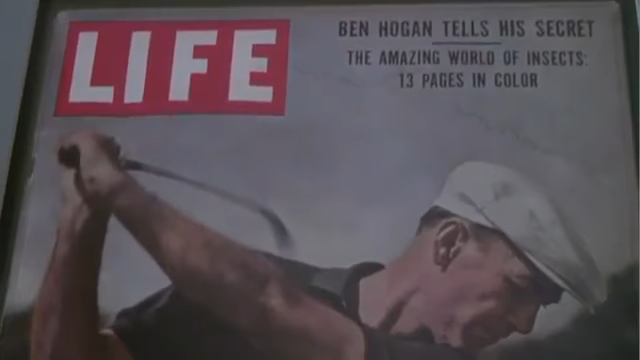 LIFE
BEN HOGAN TELLS HIS SECRET
THE AMAZING WORLD OF INSECTS:
13 PAGES IN COLOR